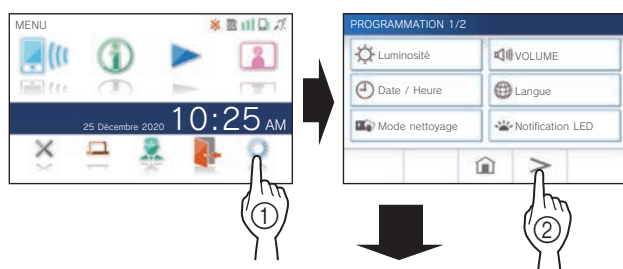 MENU
25 Décembre 2020 10:25 AM
1
PROGRAMMATION 1/2
Luminosité
VOLUME
Date / Heure
Langue
Mode nettoyage
Notification LED
2